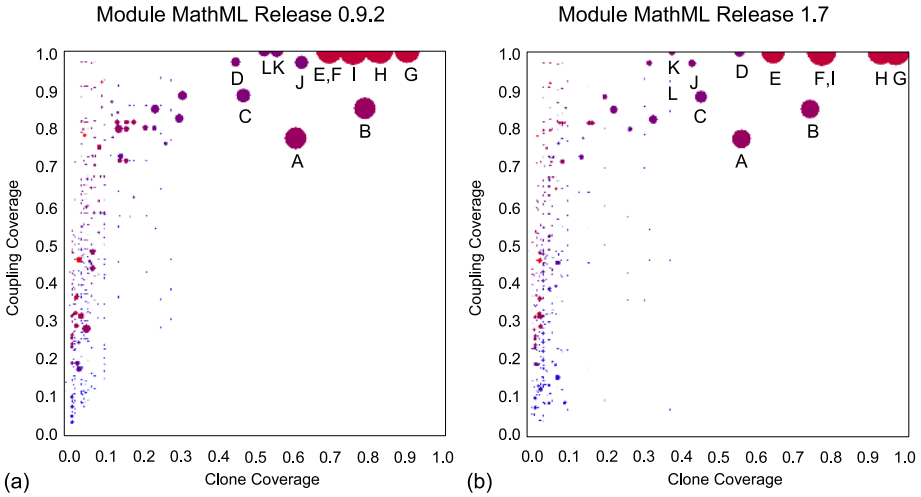 Module MathML Release 0.9.2
Module MathML Release 1.7
1.0
0.9
0.8
0.7
0.6
0.5
0.4
0.3
0.2
0.1
0.0
Coupling Coverage
D
LK
J
E,F
I
H
G
C
B
A
0.0 0.1 0.2 0.3 0.4 0.5 0.6 0.7 0.8 0.9 1.0
Clone Coverage
(a)
1.0
0.9
0.8
0.7
0.6
0.5
0.4
0.3
0.2
0.1
0.0
Coupling Coverage
K
L
J
D
E
F,I
H G
C
B
A
0.0 0.1 0.2 0.3 0.4 0.5 0.6 0.7 0.8 0.9 1.0
Clone Coverage
(b)